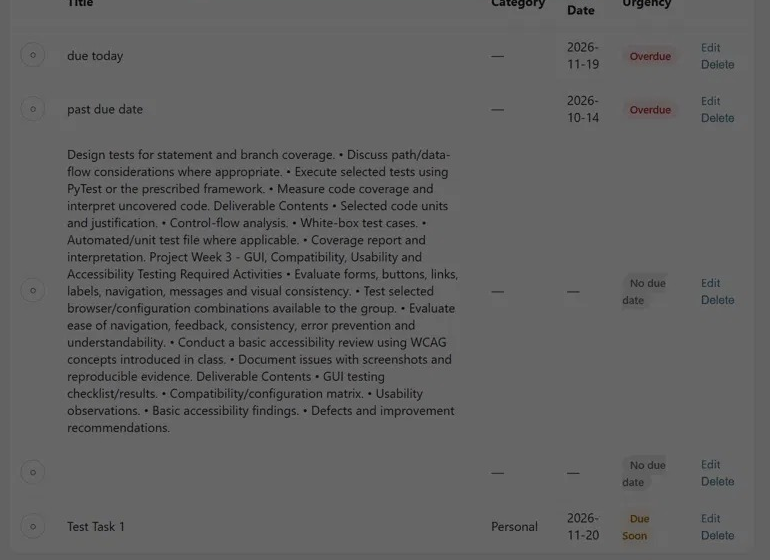 Title Category Date Urgency
due today — 2026-11-19 Overdue Edit Delete
past due date — 2026-10-14 Overdue Edit Delete
Design tests for statement and branch coverage. • Discuss path/data-
flow considerations where appropriate. • Execute selected tests using
PyTest or the prescribed framework. • Measure code coverage and
interpret uncovered code. Deliverable Contents • Selected code units
and justification. • Control-flow analysis. • White-box test cases. •
Automated/unit test file where applicable. • Coverage report and
interpretation. Project Week 3 - GUI, Compatibility, Usability and
Accessibility Testing Required Activities • Evaluate forms, buttons, links,
labels, navigation, messages and visual consistency. • Test selected
browser/configuration combinations available to the group. • Evaluate
ease of navigation, feedback, consistency, error prevention and
understandability. • Conduct a basic accessibility review using WCAG
concepts introduced in class. • Document issues with screenshots and
reproducible evidence. Deliverable Contents • GUI testing
checklist/results. • Compatibility/configuration matrix. • Usability
observations. • Basic accessibility findings. • Defects and improvement
recommendations.
— — No due date Edit Delete
— — No due date Edit Delete
Test Task 1 Personal 2026-11-20 Due Soon Edit Delete